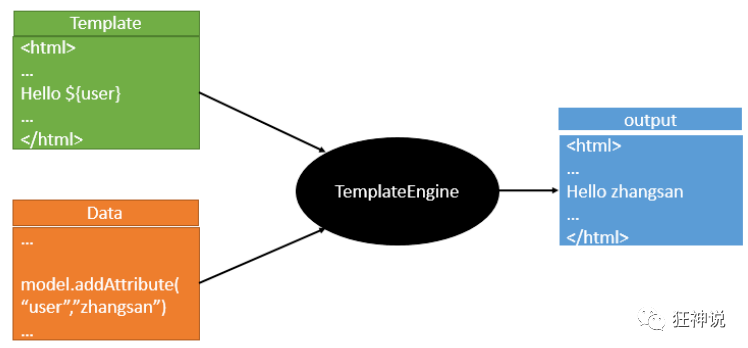 Template
<html>
...
Hello ${user}
...
</html>
Data
...
model.addAttribute(
“user”,”zhangsan”)
...
TemplateEngine
output
<html>
...
Hello zhangsan
...
</html>
狂神说